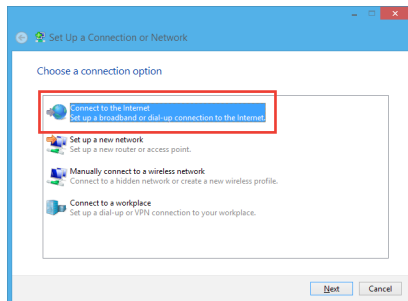 Set Up a Connection or Network
Choose a connection option
Connect to the Internet
Set up a broadband or dial-up connection to the Internet.
Set up a new network
Set up a new router or access point.
Manually connect to a wireless network
Connect to a hidden network or create a new wireless profile.
Connect to a workplace
Set up a dial-up or VPN connection to your workplace.
Next Cancel